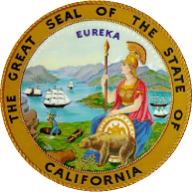 THE GREAT SEAL OF THE STATE OF
CALIFORNIA
EUREKA